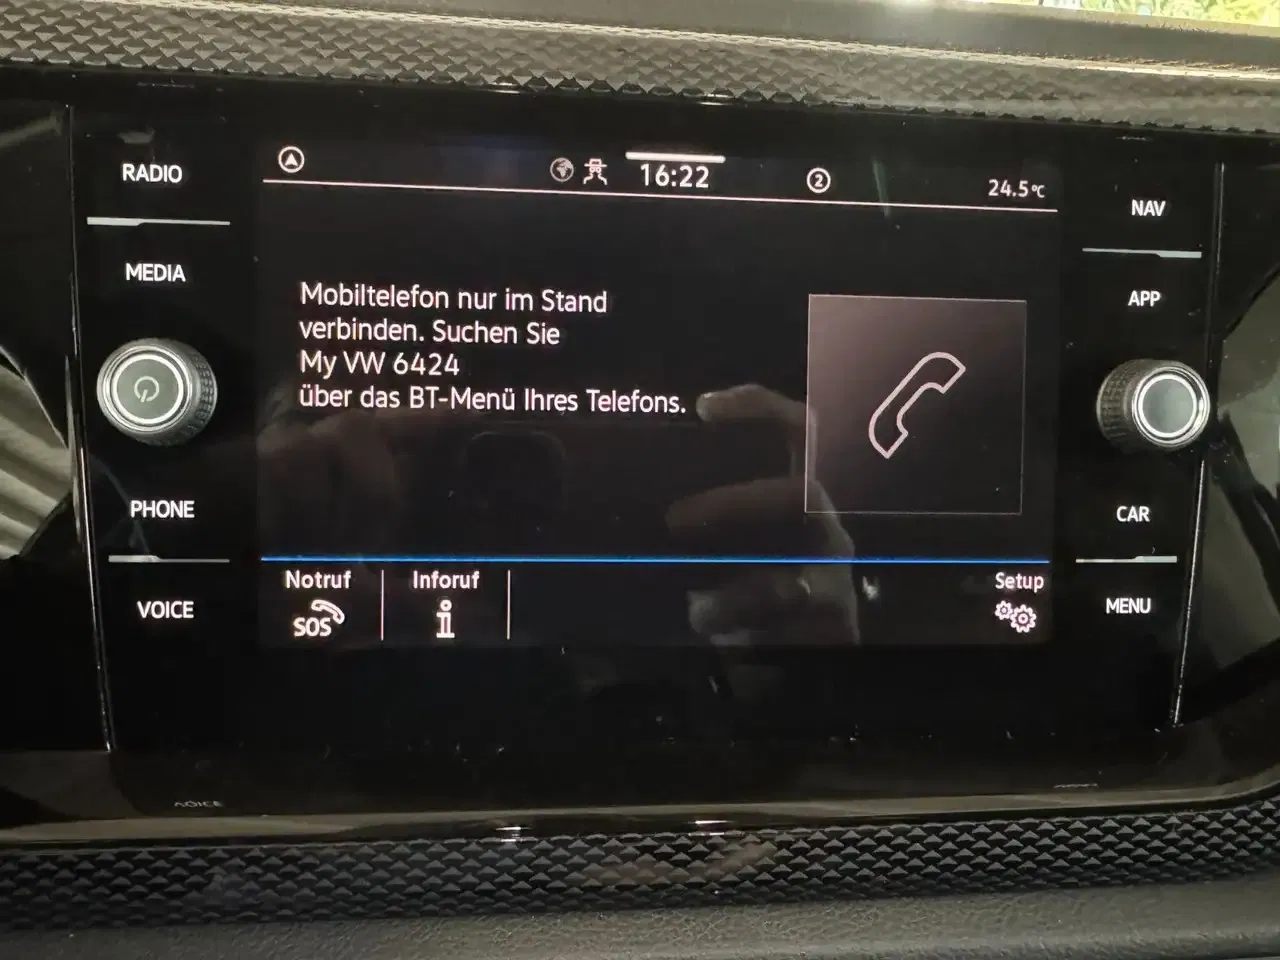 RADIO
MEDIA
PHONE
VOICE
16:22
2
24.5°C
Mobiltelefon nur im Stand
verbinden. Suchen Sie
My VW 6424
über das BT-Menü Ihres Telefons.
Notruf
SOS
Inforuf
i
Setup
NAV
APP
CAR
MENU